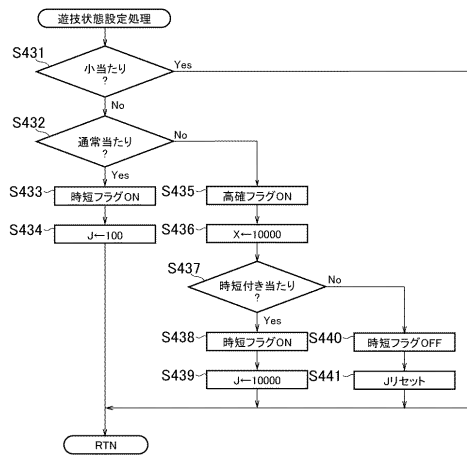 遊技状態設定処理
S431
小当たり
?
Yes
No
S432
通常当たり
?
No
Yes
S433
時短フラグON
S435
高確フラグON
S434
J←100
S436
X←10000
S437
時短付き当たり
?
No
Yes
S438
時短フラグON
S440
時短フラグOFF
S439
J←10000
S441
Jリセット
RTN